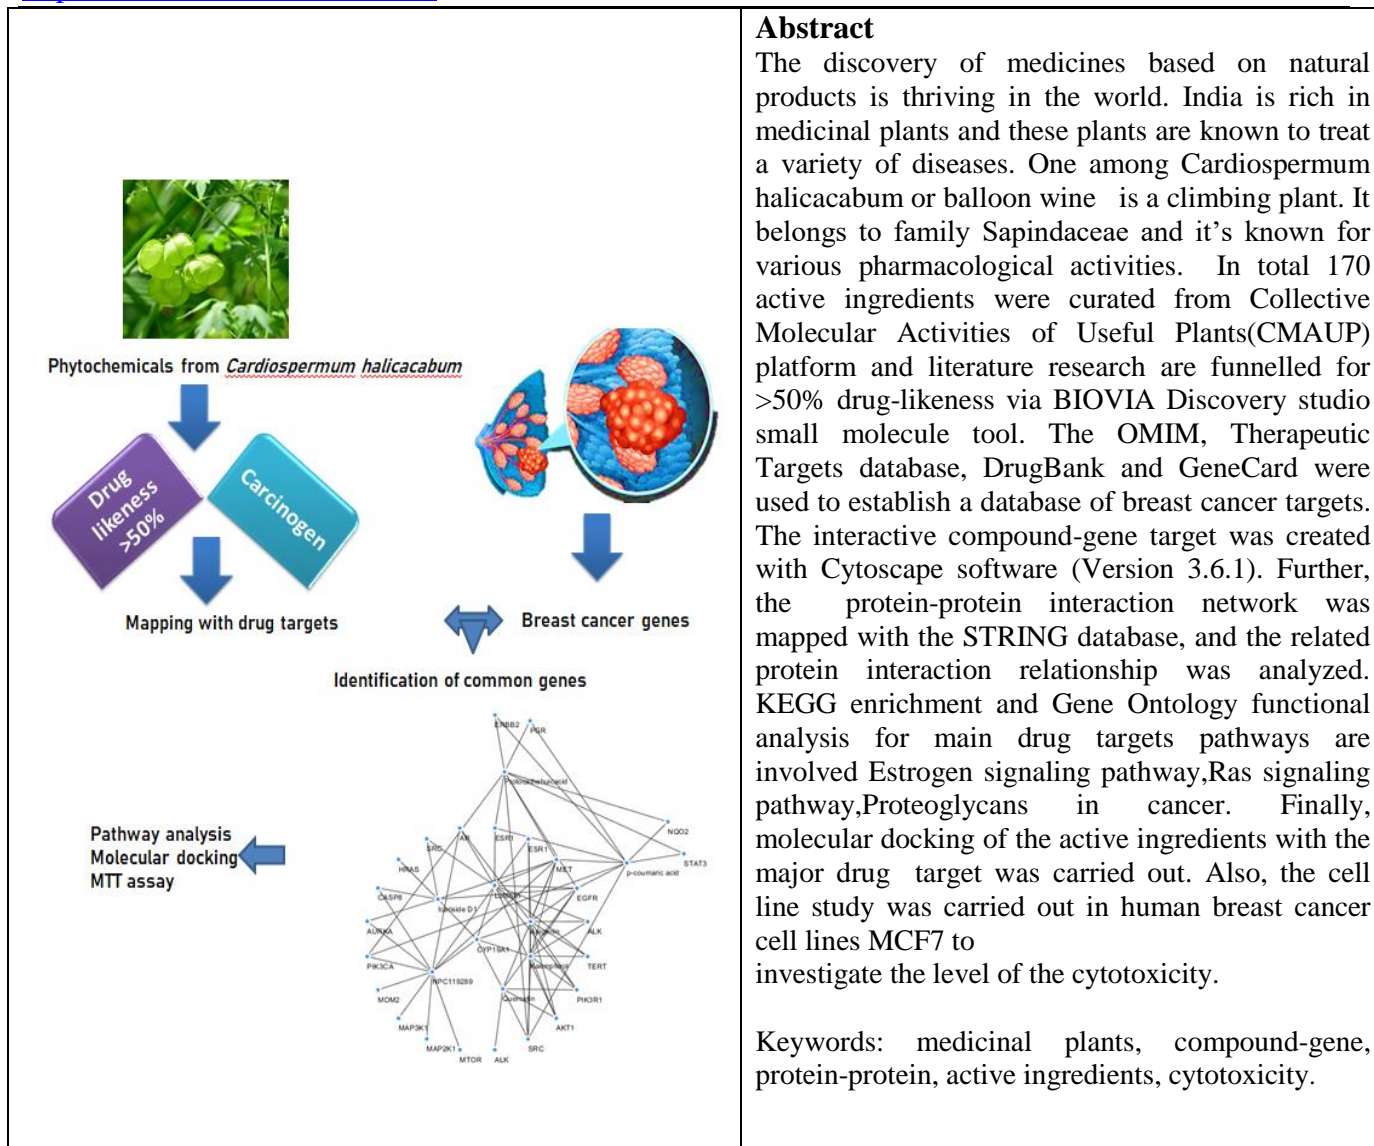 Phytochemicals from Cardiospermum halicacabum
Drug
likeness
>50%
Carcinogen
Mapping with drug targets
Breast cancer genes
Identification of common genes
ERBB2
PGR
NQO2
STAT3
p-coumaric acid
AR
ESR1
ESR1
SRC
MET
HRAS
CASP8
EGFR
AURKA
ALK
CYP19A1
PIK3CA
TERT
NPC119289
Quercetin
MDM2
PIK3R1
MAP3K1
AKT1
MAP2K1
SRC
MTOR
ALK
Pathway analysis
Molecular docking
MTT assay
Abstract
The discovery of medicines based on natural
products is thriving in the world. India is rich in
medicinal plants and these plants are known to treat
a variety of diseases. One among Cardiospermum
halicacabum or balloon wine is a climbing plant. It
belongs to family Sapindaceae and it’s known for
various pharmacological activities. In total 170
active ingredients were curated from Collective
Molecular Activities of Useful Plants(CMAUP)
platform and literature research are funnelled for
>50% drug-likeness via BIOVIA Discovery studio
small molecule tool. The OMIM, Therapeutic
Targets database, DrugBank and GeneCard were
used to establish a database of breast cancer targets.
The interactive compound-gene target was created
with Cytoscape software (Version 3.6.1). Further,
the protein-protein interaction network was
mapped with the STRING database, and the related
protein interaction relationship was analyzed.
KEGG enrichment and Gene Ontology functional
analysis for main drug targets pathways are
involved Estrogen signaling pathway,Ras signaling
pathway,Proteoglycans in cancer. Finally,
molecular docking of the active ingredients with the
major drug target was carried out. Also, the cell
line study was carried out in human breast cancer
cell lines MCF7 to
investigate the level of the cytotoxicity.
Keywords: medicinal plants, compound-gene,
protein-protein, active ingredients, cytotoxicity.